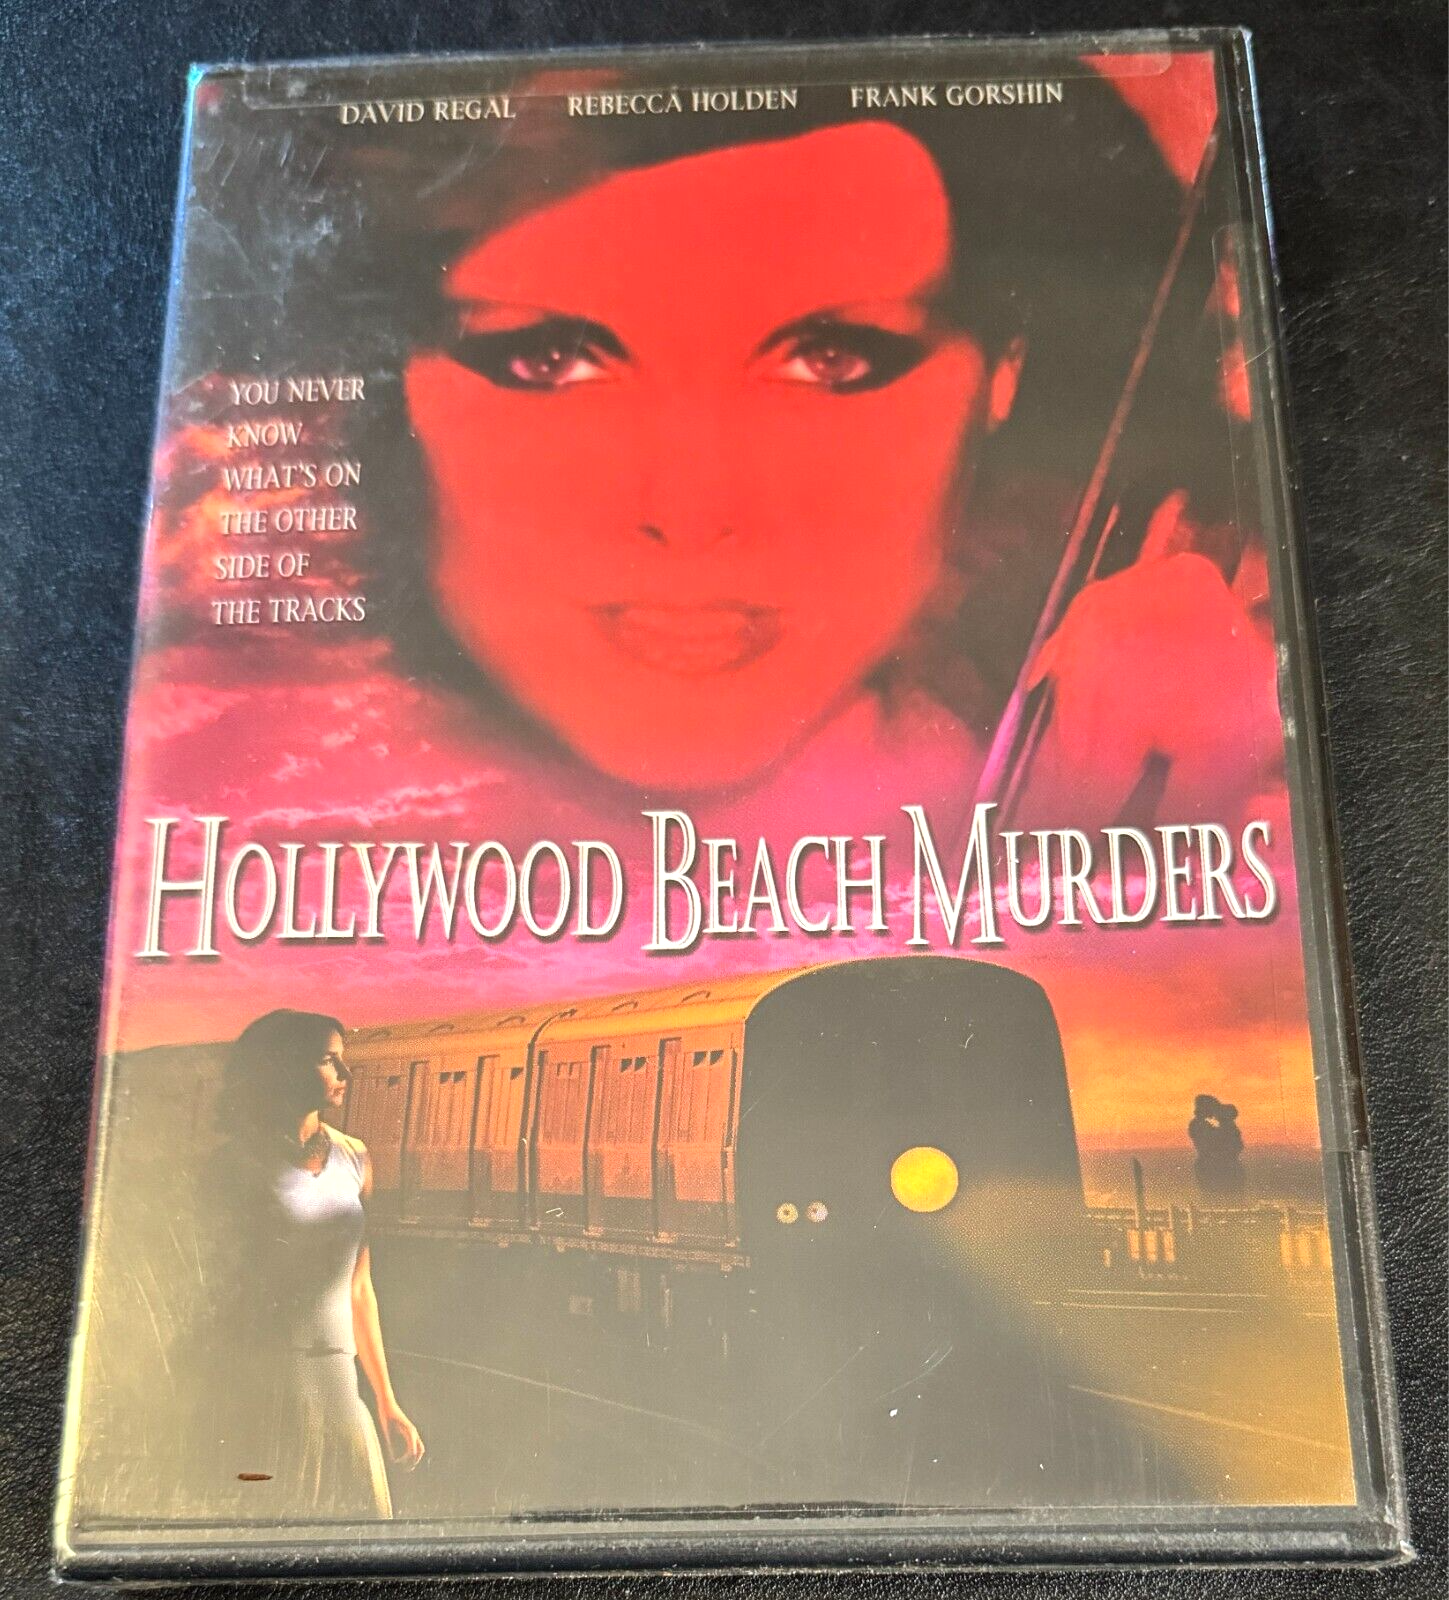 DAVID REGAL REBECCA HOLDEN FRANK GORSHIN
YOU NEVER
KNOW
WHAT'S ON
THE OTHER
SIDE OF
THE TRACKS
HOLLYWOOD BEACH MURDERS